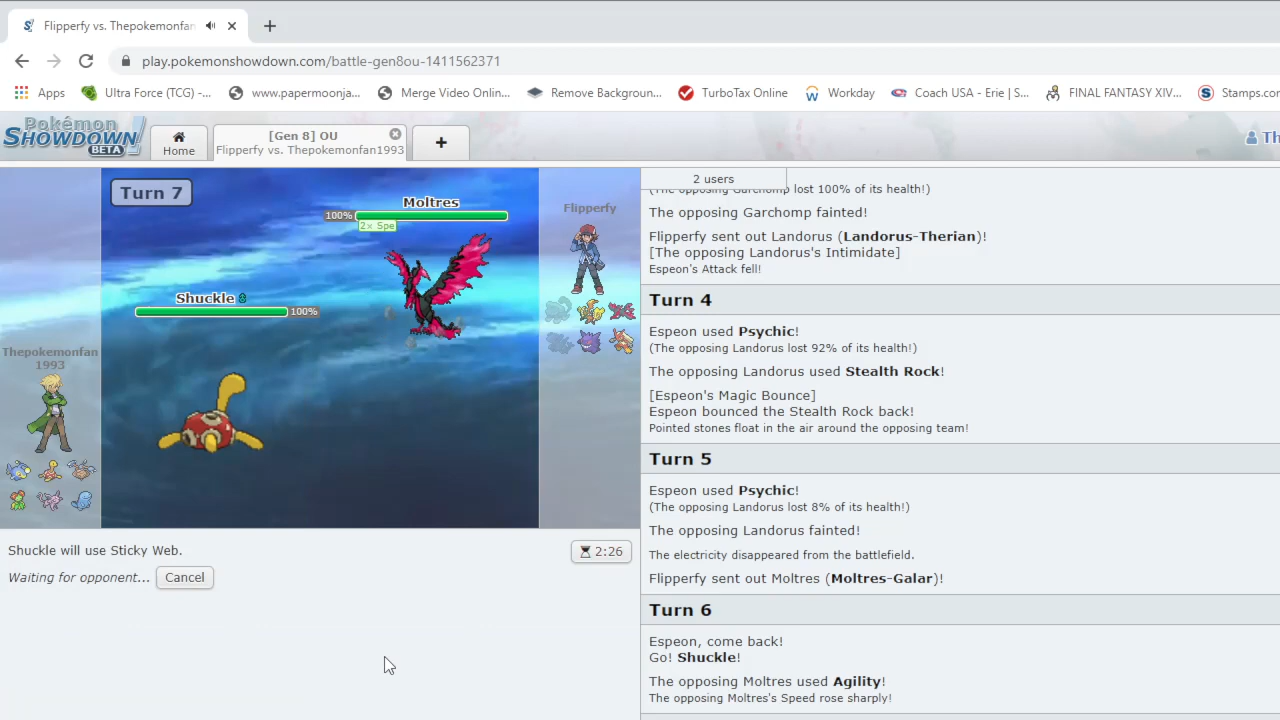 Flipperfy vs. Thepokemonfan
play.pokemonshowdown.com/battle-gen8ou-1411562371
Apps
Ultra Force (TCG) -...
www.papermoonja...
Merge Video Onlin...
Remove Backgroun...
TurboTax Online
Workday
Coach USA - Erie | S...
FINAL FANTASY XIV...
Stamps.co
Pokémon
SHOWDOWN!
BETA
Home
[Gen 8] OU
Flipperfy vs. Thepokemonfan1993
+
Th
Turn 7
Moltres
100%
2× Spe
Shuckle
100%
Thepokemonfan
1993
Flipperfy
Shuckle will use Sticky Web.
2:26
Waiting for opponent...
Cancel
2 users
(The opposing Garchomp lost 100% of its health!)
The opposing Garchomp fainted!
Flipperfy sent out Landorus (Landorus-Therian)!
[The opposing Landorus's Intimidate]
Espeon's Attack fell!
Turn 4
Espeon used Psychic!
(The opposing Landorus lost 92% of its health!)
The opposing Landorus used Stealth Rock!
[Espeon's Magic Bounce]
Espeon bounced the Stealth Rock back!
Pointed stones float in the air around the opposing team!
Turn 5
Espeon used Psychic!
(The opposing Landorus lost 8% of its health!)
The opposing Landorus fainted!
The electricity disappeared from the battlefield.
Flipperfy sent out Moltres (Moltres-Galar)!
Turn 6
Espeon, come back!
Go! Shuckle!
The opposing Moltres used Agility!
The opposing Moltres's Speed rose sharply!